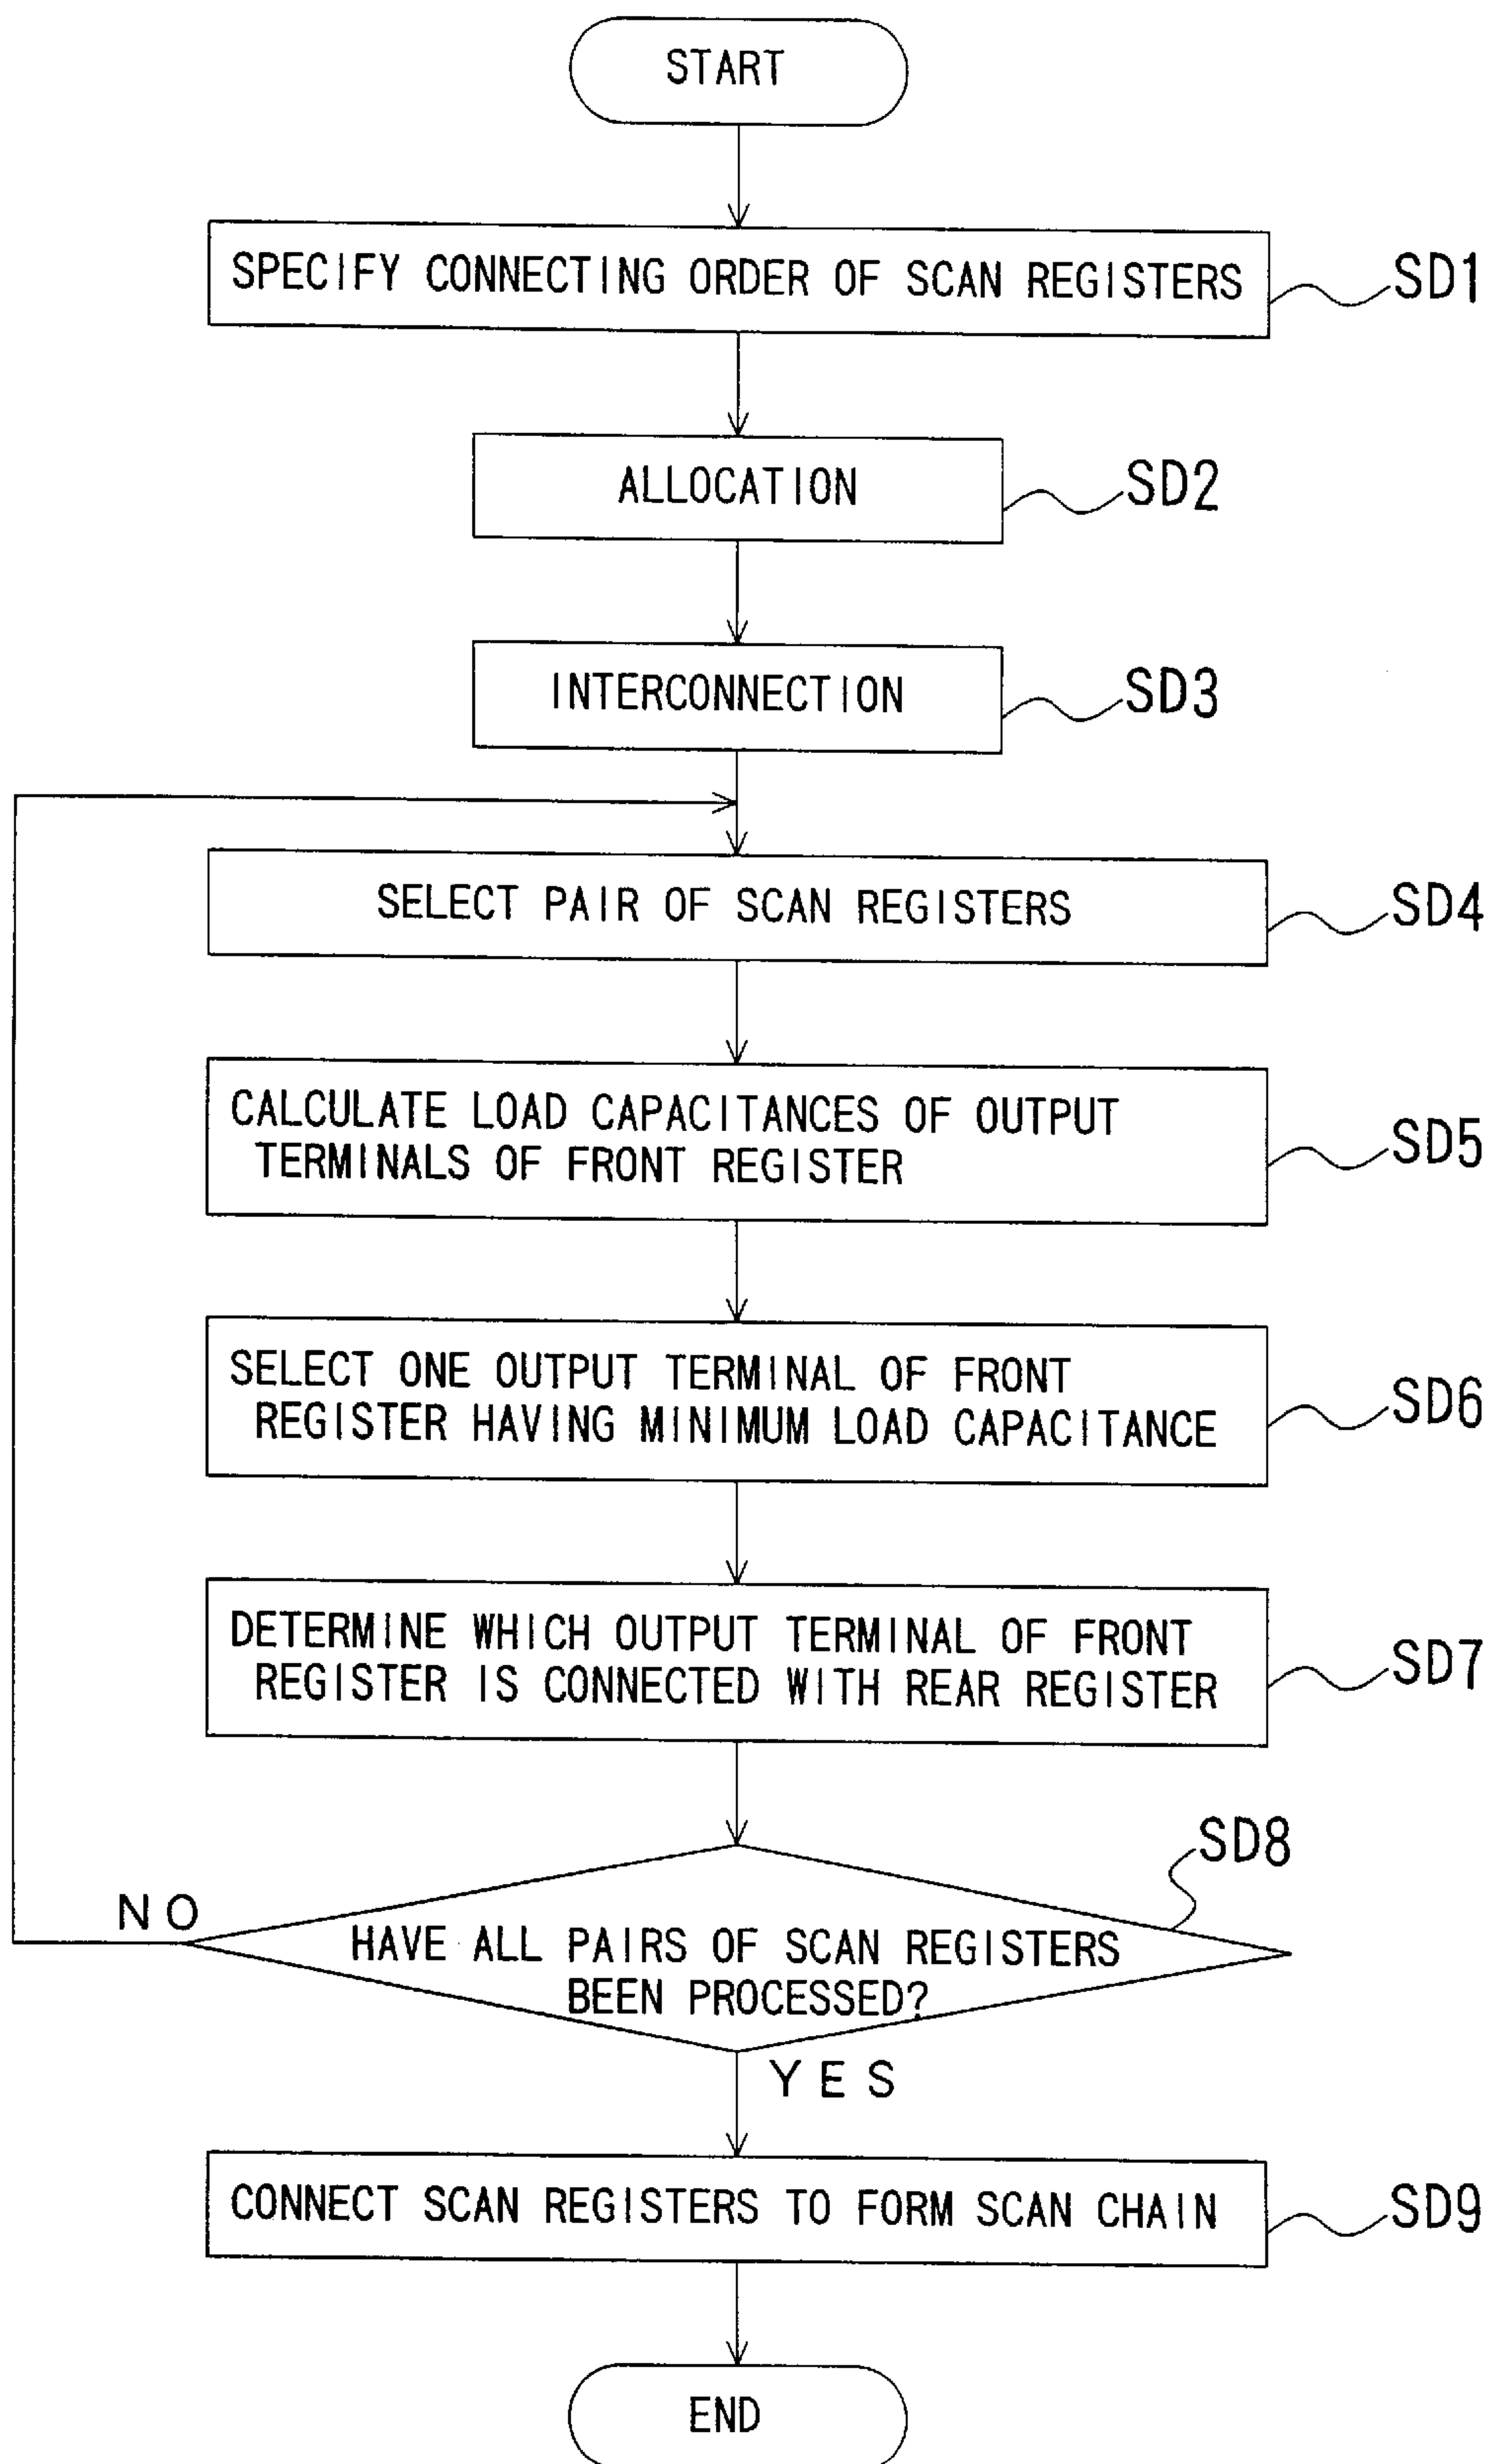 START
SPECIFY CONNECTING ORDER OF SCAN REGISTERS
SD1
ALLOCATION
SD2
INTERCONNECTION
SD3
SELECT PAIR OF SCAN REGISTERS
SD4
CALCULATE LOAD CAPACITANCES OF OUTPUT
TERMINALS OF FRONT REGISTER
SD5
SELECT ONE OUTPUT TERMINAL OF FRONT
REGISTER HAVING MINIMUM LOAD CAPACITANCE
SD6
DETERMINE WHICH OUTPUT TERMINAL OF FRONT
REGISTER IS CONNECTED WITH REAR REGISTER
SD7
SD8
NO
HAVE ALL PAIRS OF SCAN REGISTERS
BEEN PROCESSED?
YES
CONNECT SCAN REGISTERS TO FORM SCAN CHAIN
SD9
END